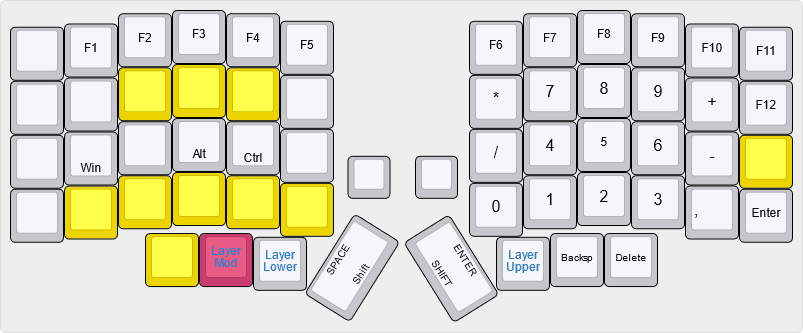 F1 F2 F3 F4 F5 F6 F7 F8 F9 F10 F11
* 7 8 9 + F12
Win Alt Ctrl / 4 5 6 -
0 1 2 3 , Enter
Layer
Mod
Layer
Lower
SPACE
Shift
ENTER
SHIFT
Layer
Upper
Backsp
Delete